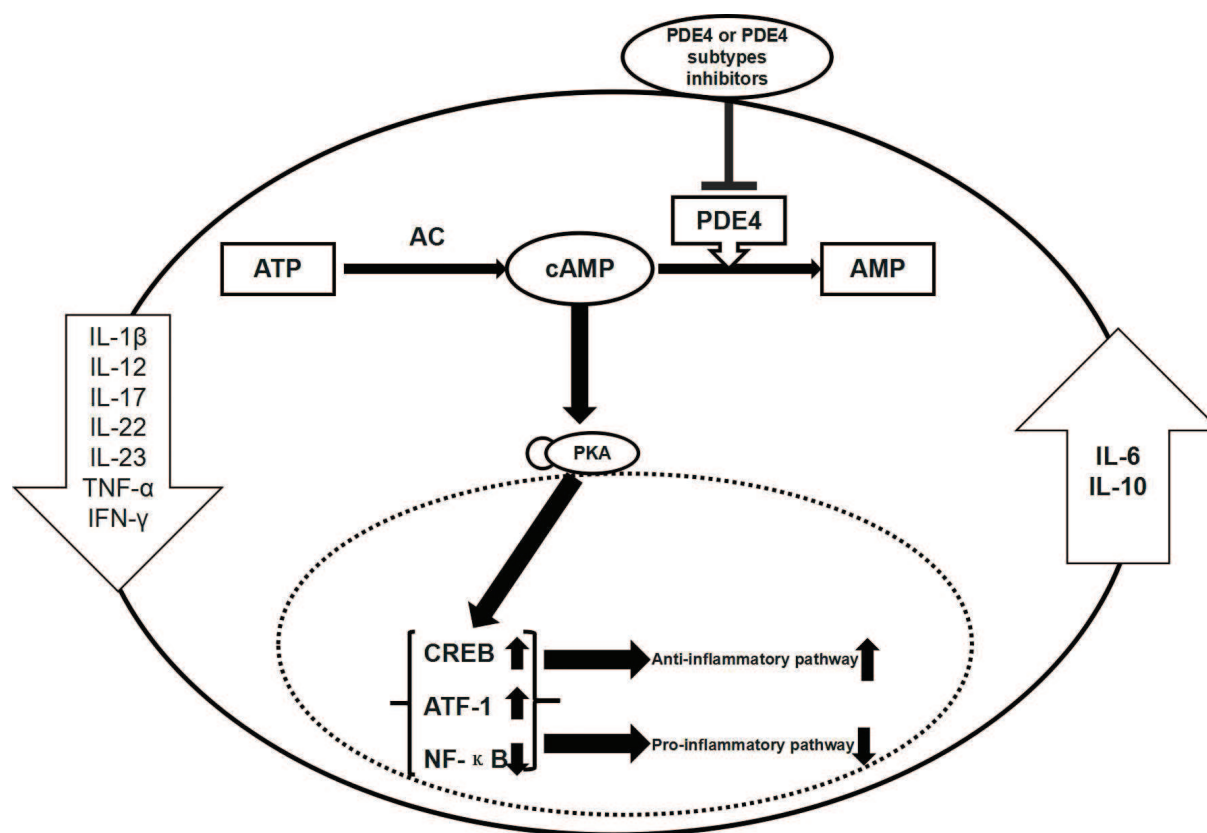 PDE4 or PDE4
subtypes
inhibitors
PDE4
AC
ATP
cAMP
AMP
IL-1β
IL-12
IL-17
IL-22
IL-23
TNF-α
IFN-γ
IL-6
IL-10
PKA
CREB
Anti-inflammatory pathway
ATF-1
NF-κB
Pro-inflammatory pathway